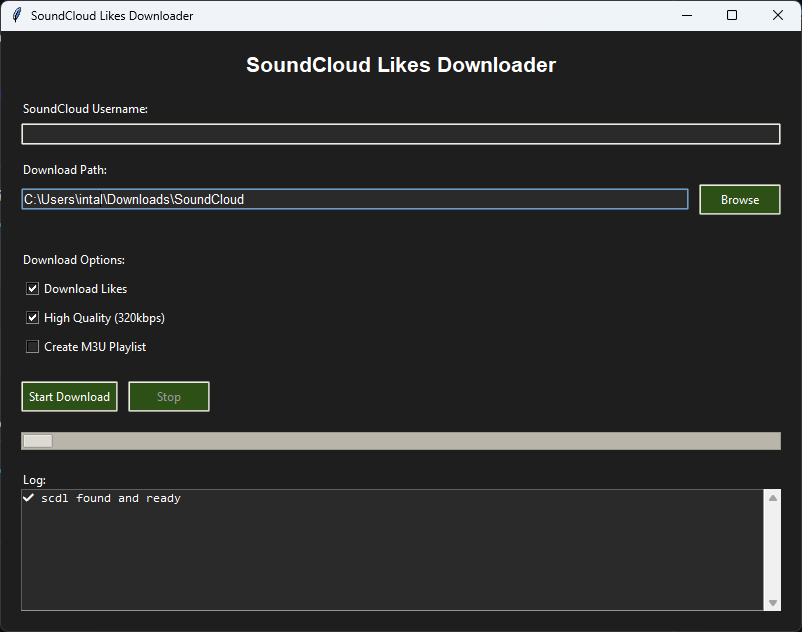 SoundCloud Likes Downloader
SoundCloud Likes Downloader
SoundCloud Username:
Download Path:
C:\Users\intal\Downloads\SoundCloud
Browse
Download Options:
Download Likes
High Quality (320kbps)
Create M3U Playlist
Start Download
Stop
Log:
✔ scdl found and ready